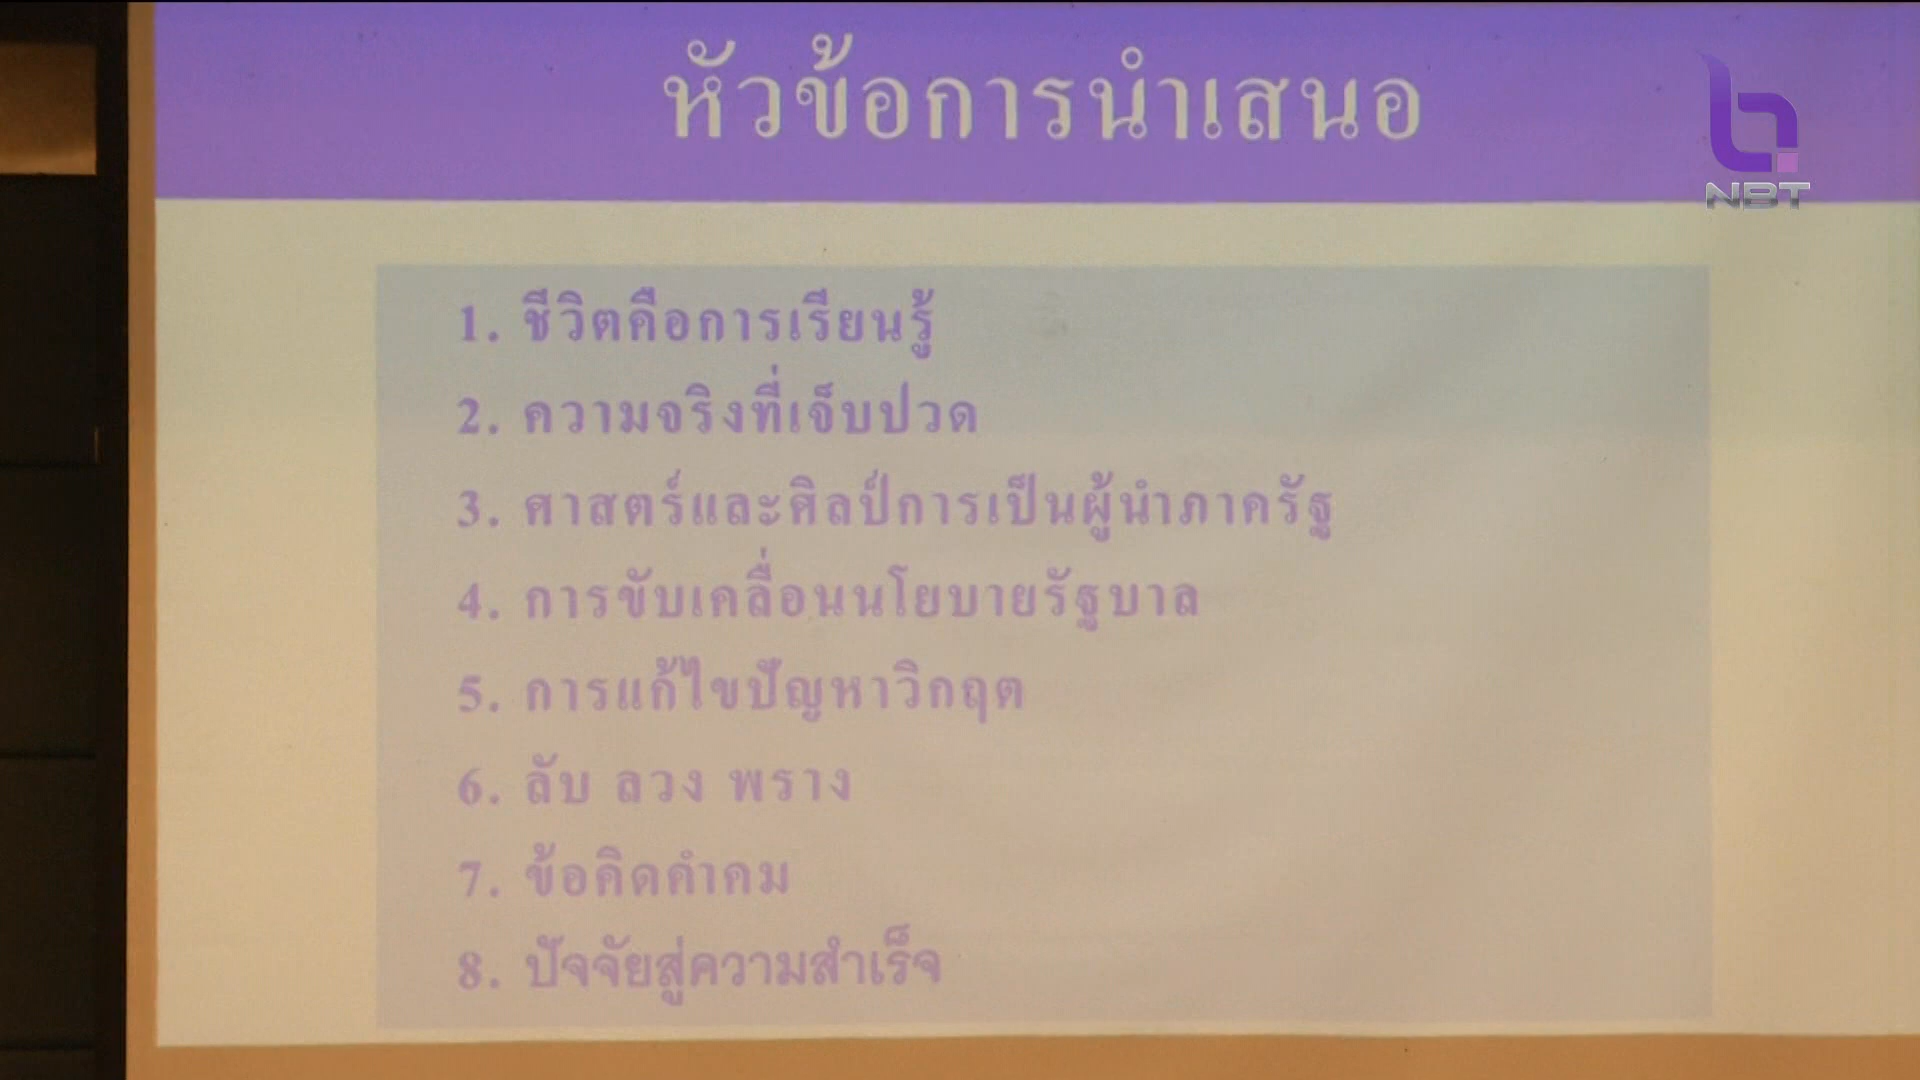 หัวข้อการนำเสนอ
NBT
1. ชีวิตคือการเรียนรู้
2. ความจริงที่เจ็บปวด
3. ศาสตร์และศิลป์การเป็นผู้นำภาครัฐ
4. การขับเคลื่อนนโยบายรัฐบาล
5. การแก้ไขปัญหาวิกฤต
6. ลับ ลวง พราง
7. ข้อคิดคำคม
8. ปัจจัยสู่ความสำเร็จ